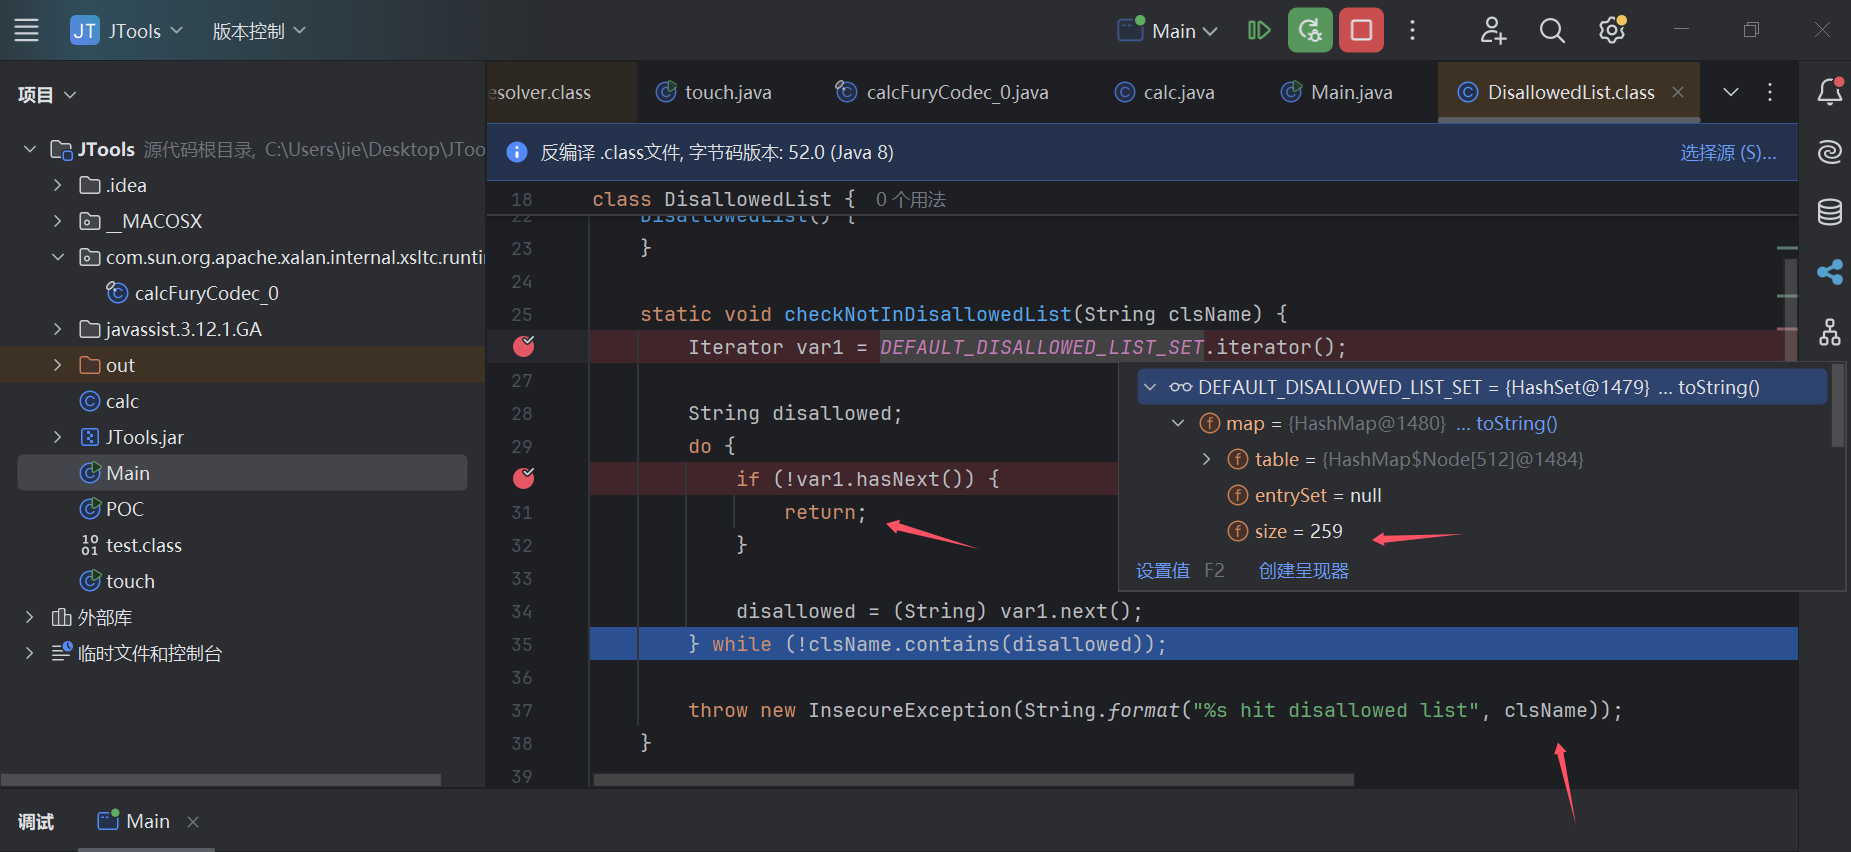 JT JTools 版本控制 Main
项目
esolver.class touch.java calcFuryCodec_0.java calc.java Main.java DisallowedList.class
JTools 源代码根目录, C:\Users\jie\Desktop\JToo
反编译 .class文件, 字节码版本: 52.0 (Java 8) 选择源 (S)...
.idea
__MACOSX
com.sun.org.apache.xalan.internal.xsltc.runti
calcFuryCodec_0
javassist.3.12.1.GA
out
calc
JTools.jar
Main
POC
test.class
touch
外部库
临时文件和控制台
18 class DisallowedList { 0 个用法
22 DisallowedList() {
23 }
24
25 static void checkNotInDisallowedList(String clsName) {
Iterator var1 = DEFAULT_DISALLOWED_LIST_SET.iterator();
27
28 String disallowed;
29 do {
if (!var1.hasNext()) {
31 return;
32 }
33
34 disallowed = (String) var1.next();
35 } while (!clsName.contains(disallowed));
36
37 throw new InsecureException(String.format("%s hit disallowed list", clsName));
38 }
39
DEFAULT_DISALLOWED_LIST_SET = {HashSet@1479} ... toString()
map = {HashMap@1480} ... toString()
table = {HashMap$Node[512]@1484}
entrySet = null
size = 259
设置值 F2 创建呈现器
调试 Main